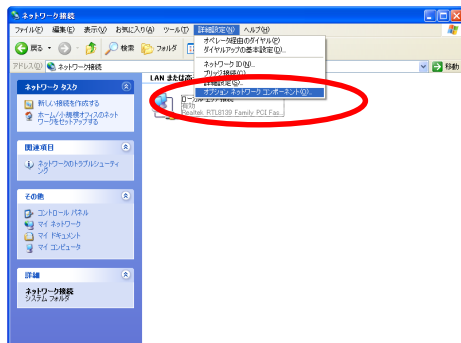 ネットワーク接続
ファイル(F) 編集(E) 表示(V) お気に入り(A) ツール(T) 詳細設定(N) ヘルプ(H)
オペレータ経由のダイヤル(P)
ダイヤルアップの基本設定(D)...
ネットワーク ID(N)...
ブリッジ接続(C)
詳細設定(S)...
オプション ネットワーク コンポーネント(O)...
戻る 検索 フォルダ
アドレス(D) ネットワーク接続 移動
LAN または高
ローカル エリア接続
有効
Realtek RTL8139 Family PCI Fas...
ネットワーク タスク
新しい接続を作成する
ホーム/小規模オフィスのネット
ワークをセットアップする
関連項目
ネットワークのトラブルシューティ
ング
その他
コントロール パネル
マイ ネットワーク
マイ ドキュメント
マイ コンピュータ
詳細
ネットワーク接続
システム フォルダ